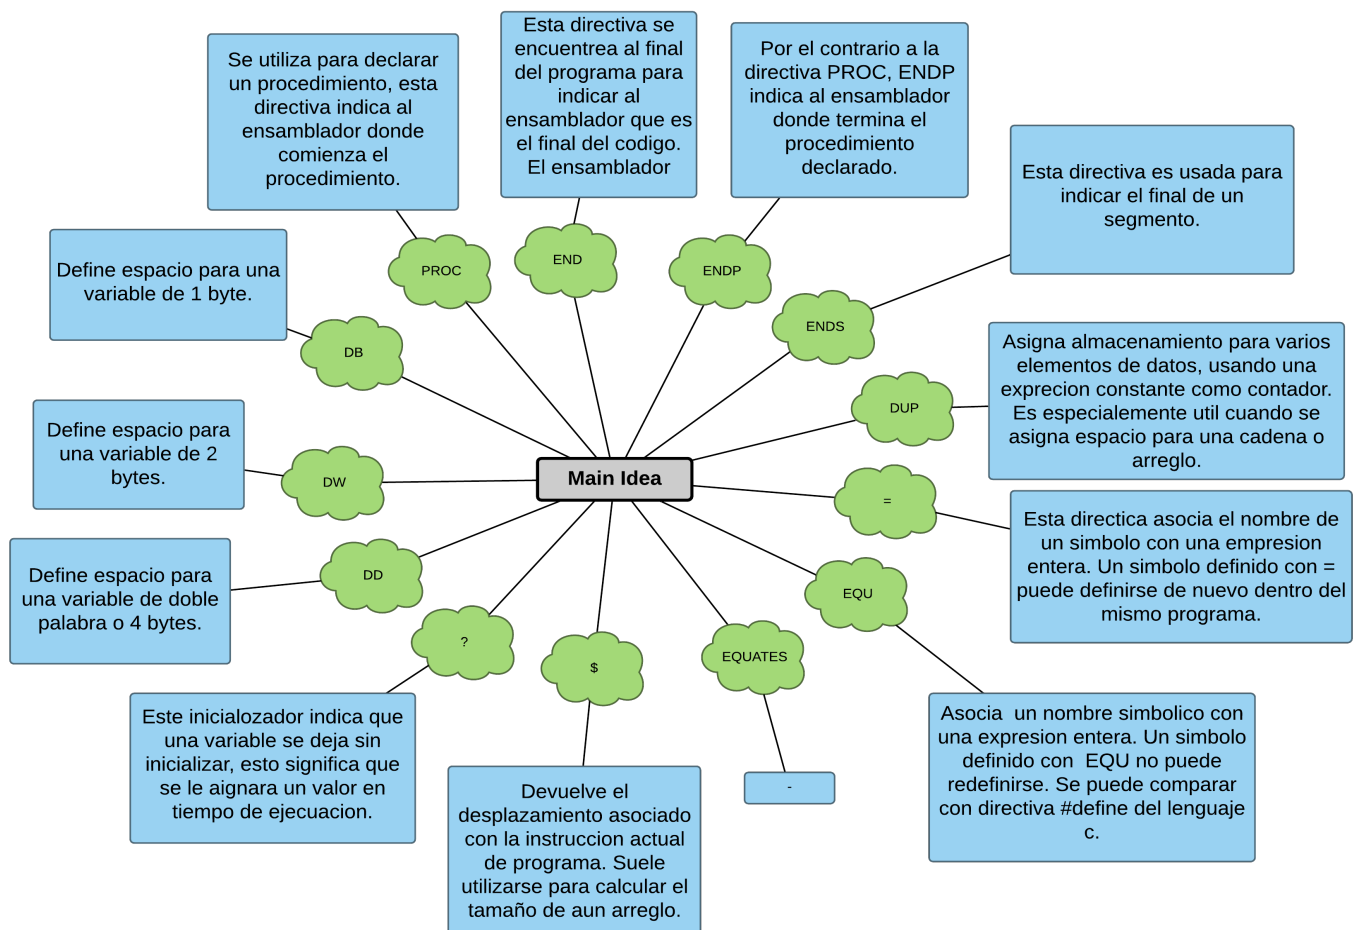 Esta directiva se
encuentrea al final
del programa para
indicar al
ensamblador que es
el final del codigo.
El ensamblador
Por el contrario a la
directiva PROC, ENDP
indica al ensamblador
donde termina el
procedimiento
declarado.
Se utiliza para declarar
un procedimiento, esta
directiva indica al
ensamblador donde
comienza el
procedimiento.
Esta directiva es usada para
indicar el final de un
segmento.
Define espacio para una
variable de 1 byte.
PROC
END
ENDP
ENDS
DB
Asigna almacenamiento para varios
elementos de datos, usando una
exprecion constante como contador.
Es especialemente util cuando se
asigna espacio para una cadena o
arreglo.
DUP
Define espacio para
una variable de 2
bytes.
DW
Main Idea
=
Esta directica asocia el nombre de
un simbolo con una empresion
entera. Un simbolo definido con =
puede definirse de nuevo dentro del
mismo programa.
Define espacio para
una variable de doble
palabra o 4 bytes.
DD
EQU
?
$
EQUATES
Este inicialozador indica que
una variable se deja sin
inicializar, esto significa que
se le aignara un valor en
tiempo de ejecucion.
Devuelve el
desplazamiento asociado
con la instruccion actual
de programa. Suele
utilizarse para calcular el
tamaño de aun arreglo.
-
Asocia  un nombre simbolico con
una expresion entera. Un simbolo
definido con  EQU no puede
redefinirse. Se puede comparar
con directiva #define del lenguaje
c.